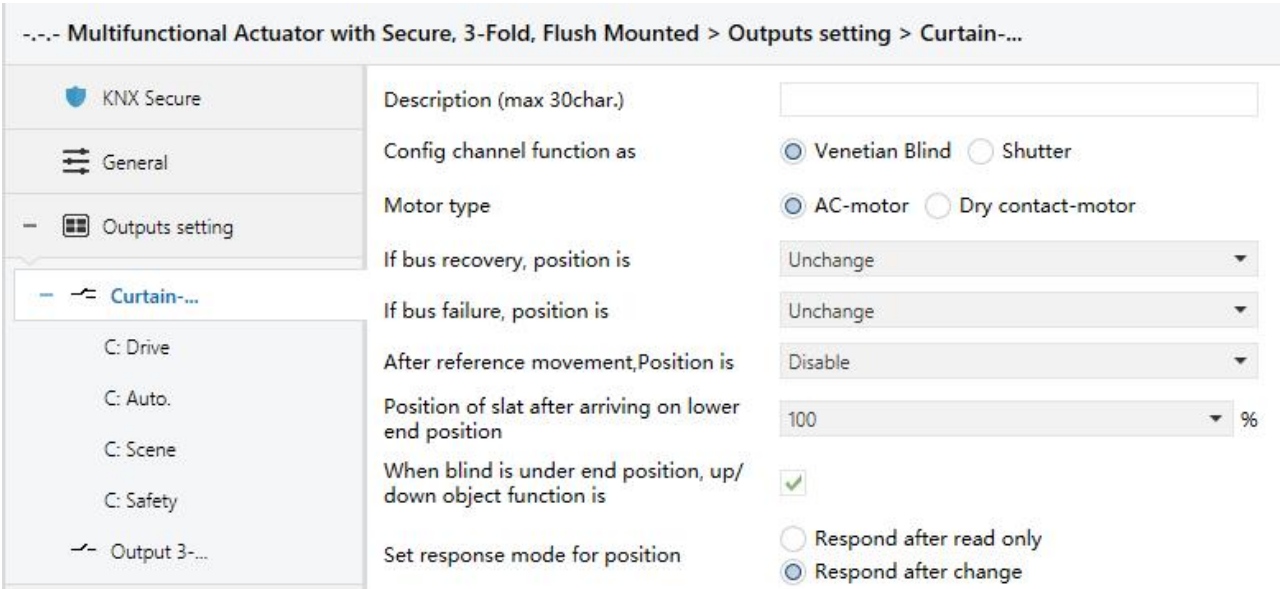 -.-.- Multifunctional Actuator with Secure, 3-Fold, Flush Mounted > Outputs setting > Curtain-...
KNX Secure
General
Outputs setting
Curtain-...
C: Drive
C: Auto.
C: Scene
C: Safety
Output 3-...
Description (max 30char.)
Config channel function as
Venetian Blind
Shutter
Motor type
AC-motor
Dry contact-motor
If bus recovery, position is
Unchange
If bus failure, position is
Unchange
After reference movement,Position is
Disable
Position of slat after arriving on lower
end position
100
%
When blind is under end position, up/
down object function is
Set response mode for position
Respond after read only
Respond after change